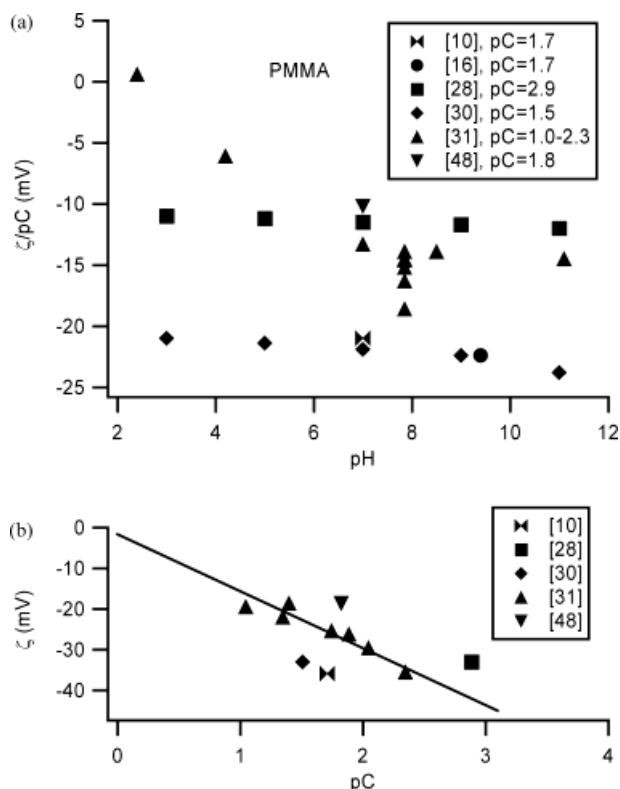 (a)
5
0
-5
-10
-15
-20
-25
ζ/pC (mV)
PMMA
[10], pC=1.7
[16], pC=1.7
[28], pC=2.9
[30], pC=1.5
[31], pC=1.0-2.3
[48], pC=1.8
2 4 6 8 10 12
pH
(b)
0
-10
-20
-30
-40
ζ (mV)
[10]
[28]
[30]
[31]
[48]
0 1 2 3 4
pC